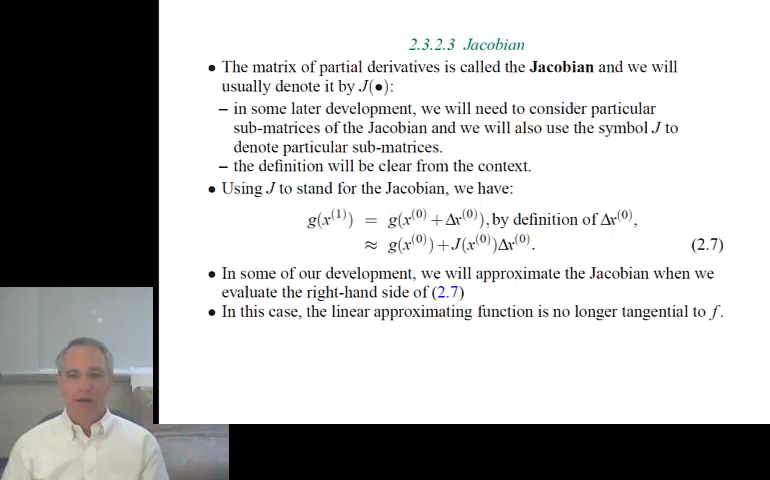 2.3.2.3 Jacobian
• The matrix of partial derivatives is called the Jacobian and we will
usually denote it by J(•):
– in some later development, we will need to consider particular
sub-matrices of the Jacobian and we will also use the symbol J to
denote particular sub-matrices.
– the definition will be clear from the context.
• Using J to stand for the Jacobian, we have:
g(x⁽¹⁾) = g(x⁽⁰⁾ + Δx⁽⁰⁾), by definition of Δx⁽⁰⁾,
≈ g(x⁽⁰⁾) + J(x⁽⁰⁾)Δx⁽⁰⁾. (2.7)
• In some of our development, we will approximate the Jacobian when we
evaluate the right-hand side of (2.7)
• In this case, the linear approximating function is no longer tangential to f.